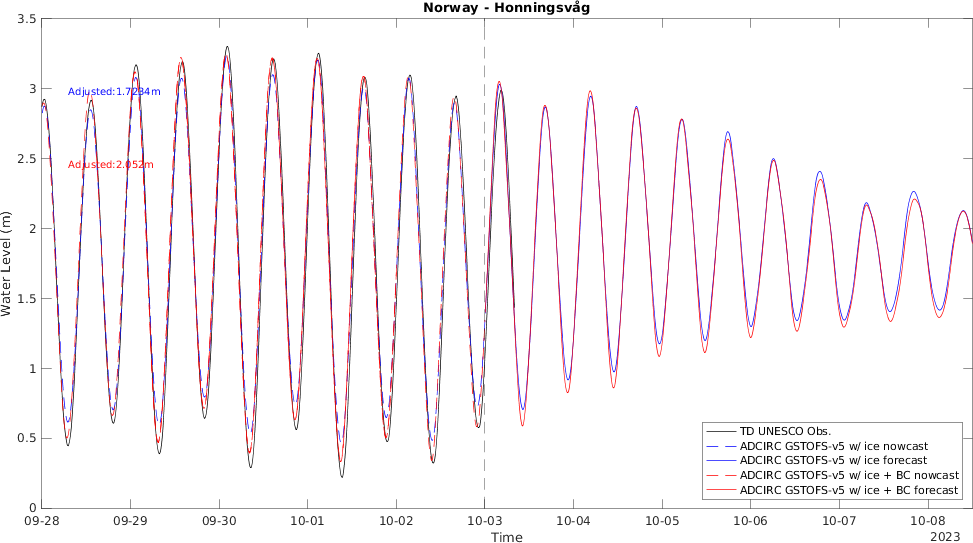 Norway - Honningsvåg
3.5
3
2.5
2
1.5
1
0.5
0
Water Level (m)
Adjusted:1.7234m
Adjusted:2.052m
TD UNESCO Obs.
ADCIRC GSTOFS-v5 w/ ice nowcast
ADCIRC GSTOFS-v5 w/ ice forecast
ADCIRC GSTOFS-v5 w/ ice + BC nowcast
ADCIRC GSTOFS-v5 w/ ice + BC forecast
09-28 09-29 09-30 10-01 10-02 10-03 10-04 10-05 10-06 10-07 10-08
Time
2023